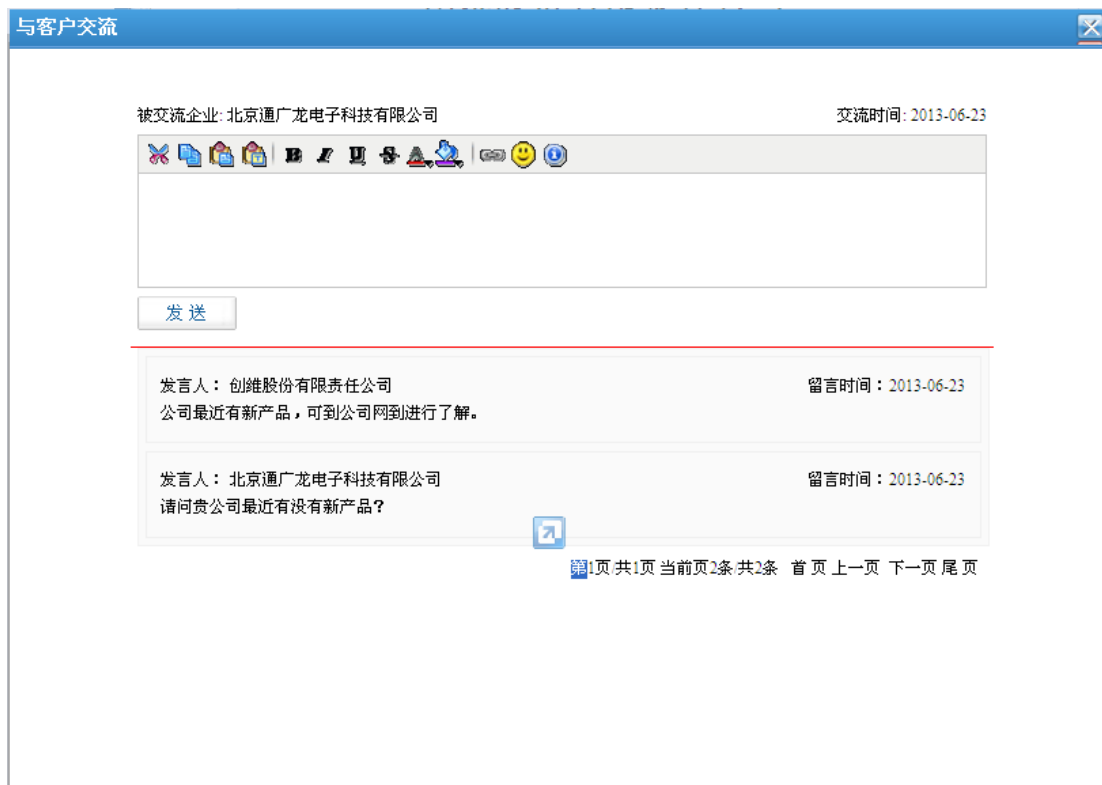 与客户交流
被交流企业: 北京通广龙电子科技有限公司 交流时间: 2013-06-23
发 送
发言人： 创维股份有限责任公司 留言时间：2013-06-23
公司最近有新产品，可到公司网到进行了解。
发言人： 北京通广龙电子科技有限公司 留言时间：2013-06-23
请问贵公司最近有没有新产品?
第1页/共1页 当前页2条/共2条 首 页 上一页 下一页 尾 页